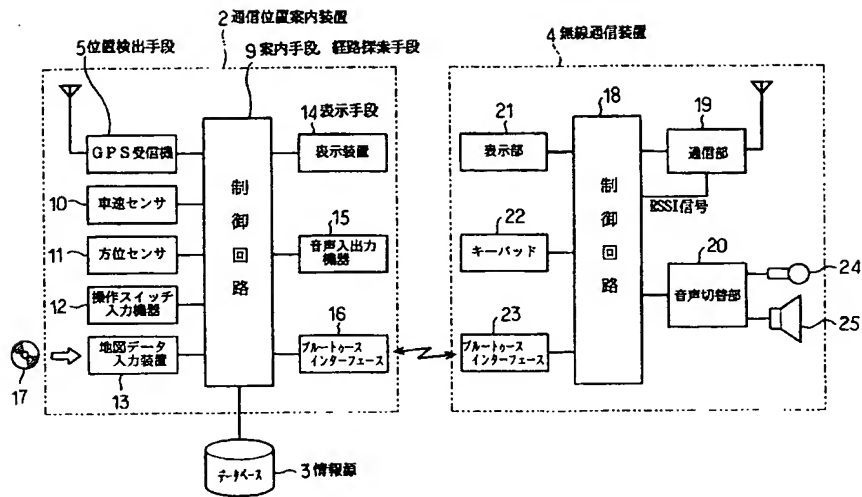 2 通信位置案内装置
5 位置検出手段
9 案内手段, 経路探索手段
GPS受信機
10
車速センサ
11
方位センサ
12
操作スイッチ
入力機器
17
地図データ
入力装置
13
制御回路
14 表示手段
表示装置
15
音声入出力
機器
16
ブルートゥース
インターフェース
データベース
3 情報源
4 無線通信装置
21
表示部
22
キーパッド
23
ブルートゥース
インターフェース
18
制御回路
19
通信部
RSSI信号
20
音声切替部
24
25